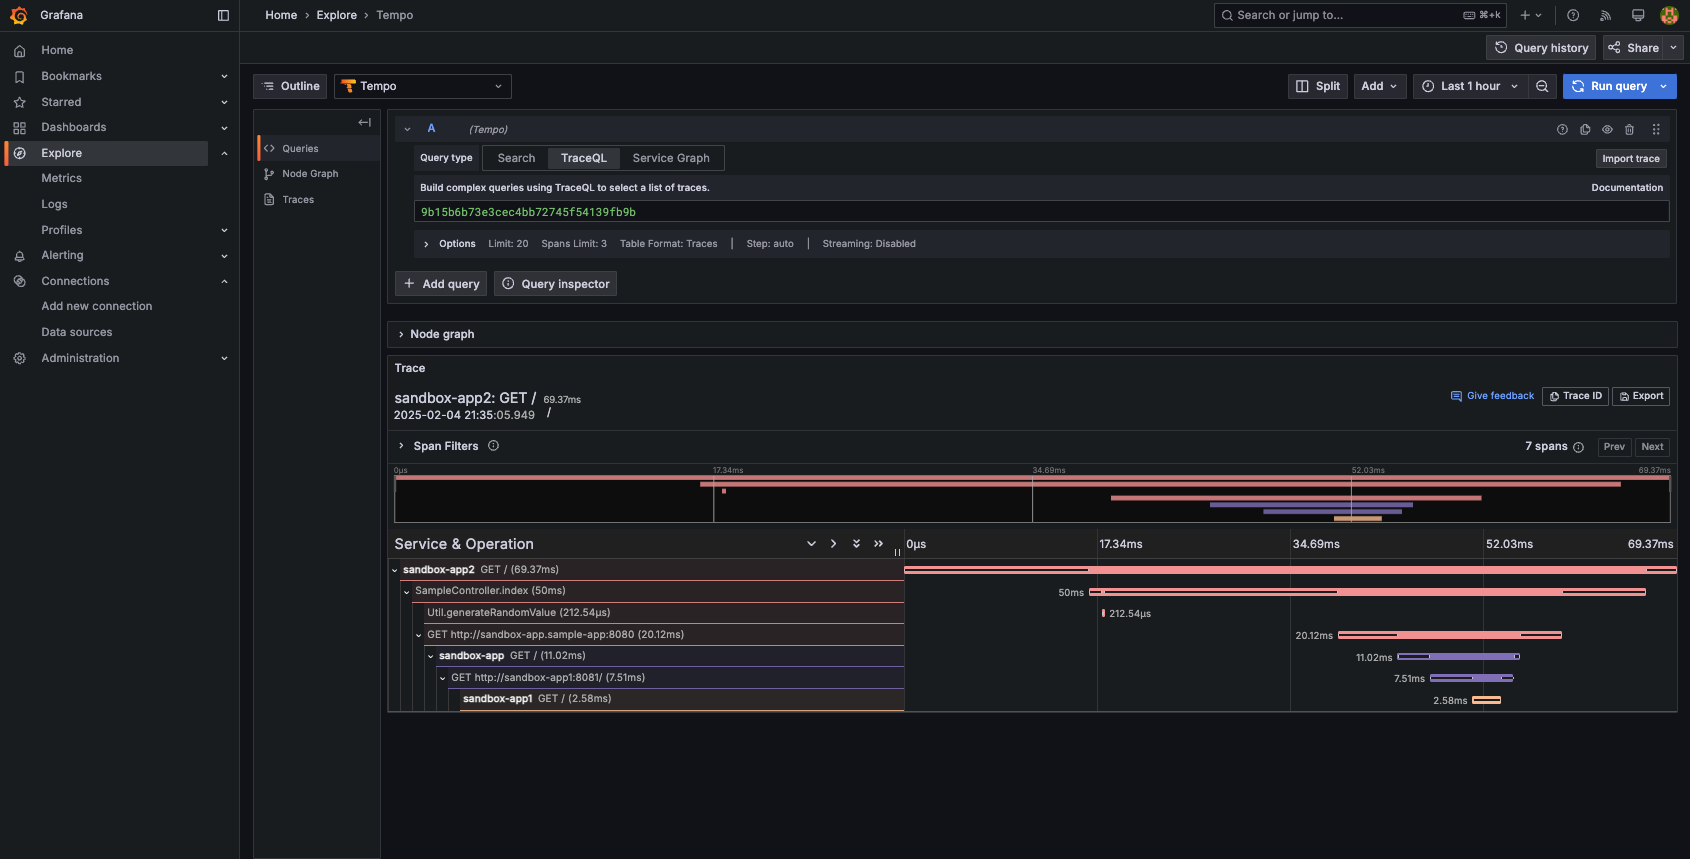 Grafana
Home › Explore › Tempo
Search or jump to...
⌘+k
Home
Bookmarks
Starred
Dashboards
Explore
Metrics
Logs
Profiles
Alerting
Connections
Add new connection
Data sources
Administration
Query history
Share
Outline
Tempo
Split
Add
Last 1 hour
Run query
Queries
Node Graph
Traces
A (Tempo)
Query type Search TraceQL Service Graph
Import trace
Build complex queries using TraceQL to select a list of traces.
Documentation
9b15b6b73e3cec4bb72745f54139fb9b
Options Limit: 20 Spans Limit: 3 Table Format: Traces | Step: auto | Streaming: Disabled
+ Add query
Query inspector
Node graph
Trace
sandbox-app2: GET / 69.37ms
2025-02-04 21:35:05.949 /
Give feedback
Trace ID
Export
Span Filters
7 spans
Prev
Next
0μs 17.34ms 34.69ms 52.03ms 69.37ms
Service & Operation
0μs 17.34ms 34.69ms 52.03ms 69.37ms
sandbox-app2 GET / (69.37ms)
SampleController.index (50ms)
50ms
Util.generateRandomValue (212.54μs)
212.54μs
GET http://sandbox-app.sample-app:8080 (20.12ms)
20.12ms
sandbox-app GET / (11.02ms)
11.02ms
GET http://sandbox-app1:8081/ (7.51ms)
7.51ms
sandbox-app1 GET / (2.58ms)
2.58ms